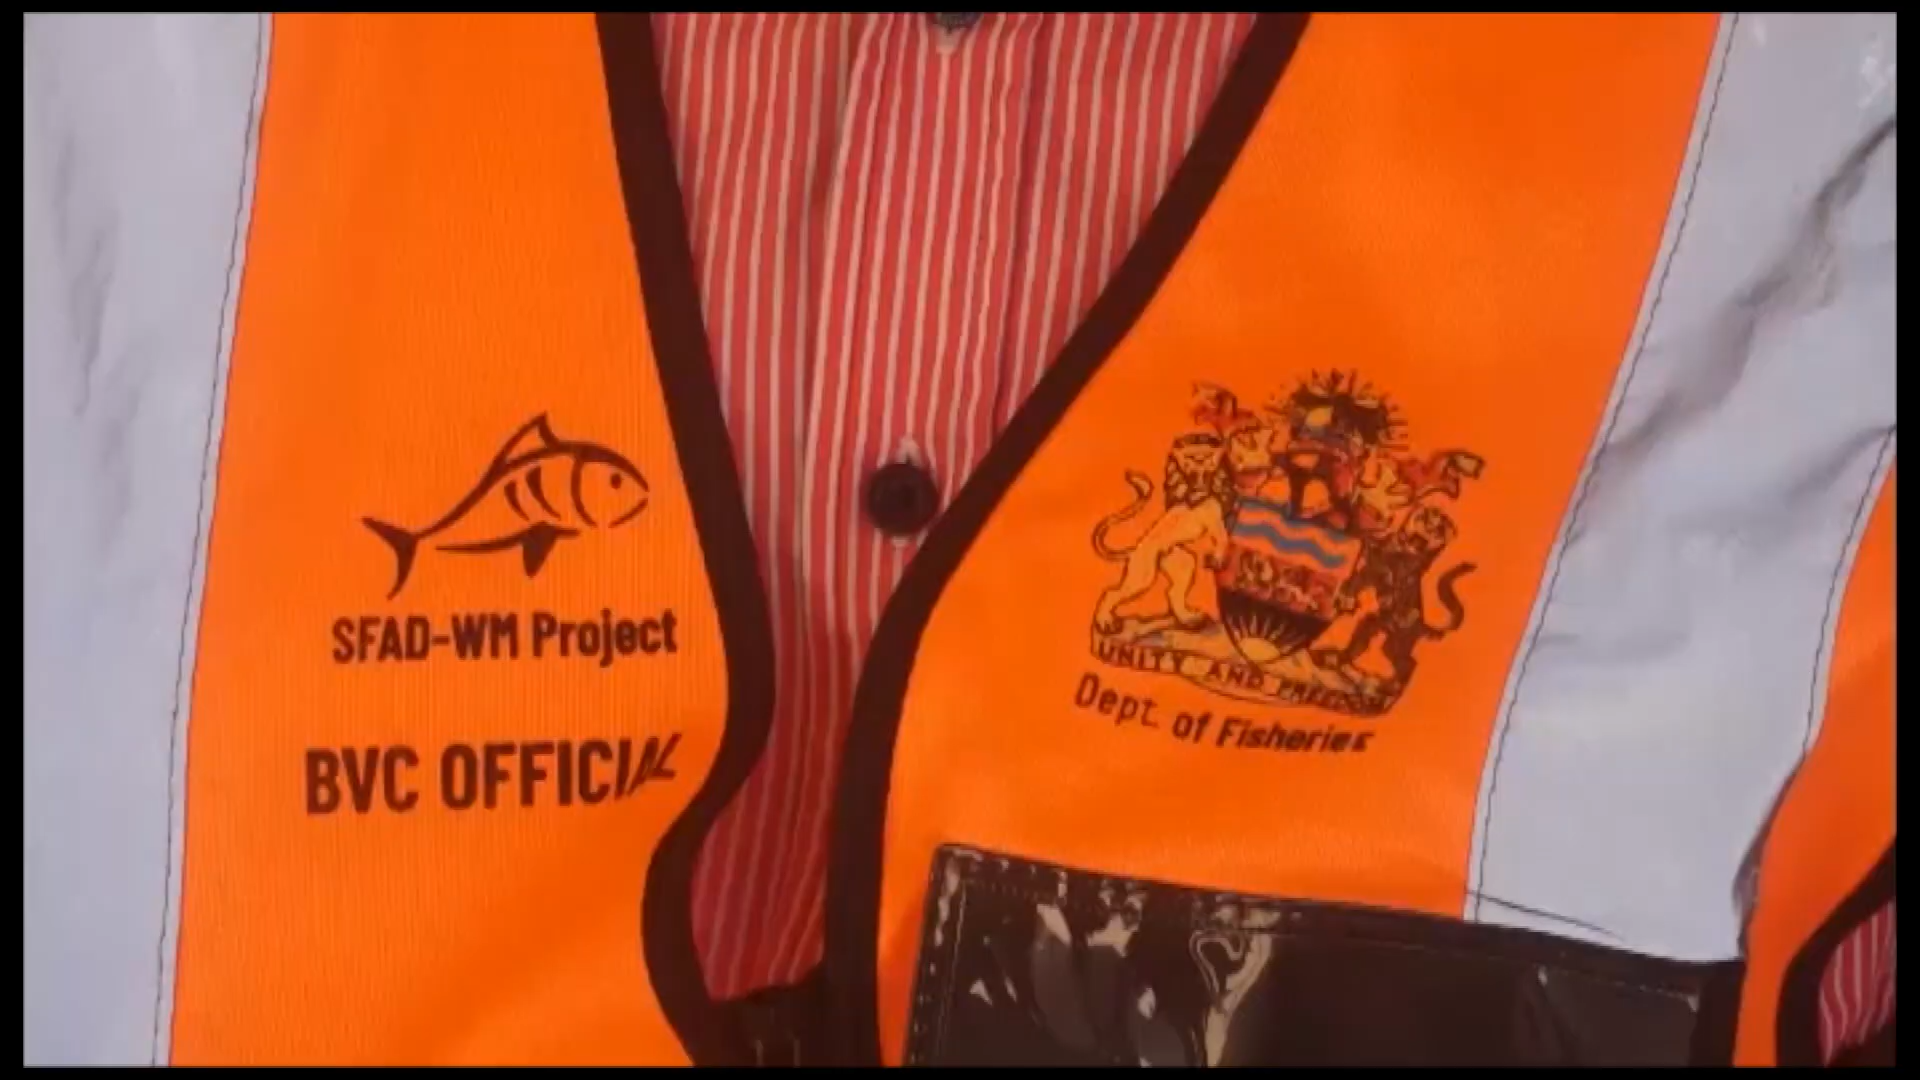 SFAD-WM Project
BVC OFFICIAL
UNITY AND FREEDOM
Dept. of Fisheries